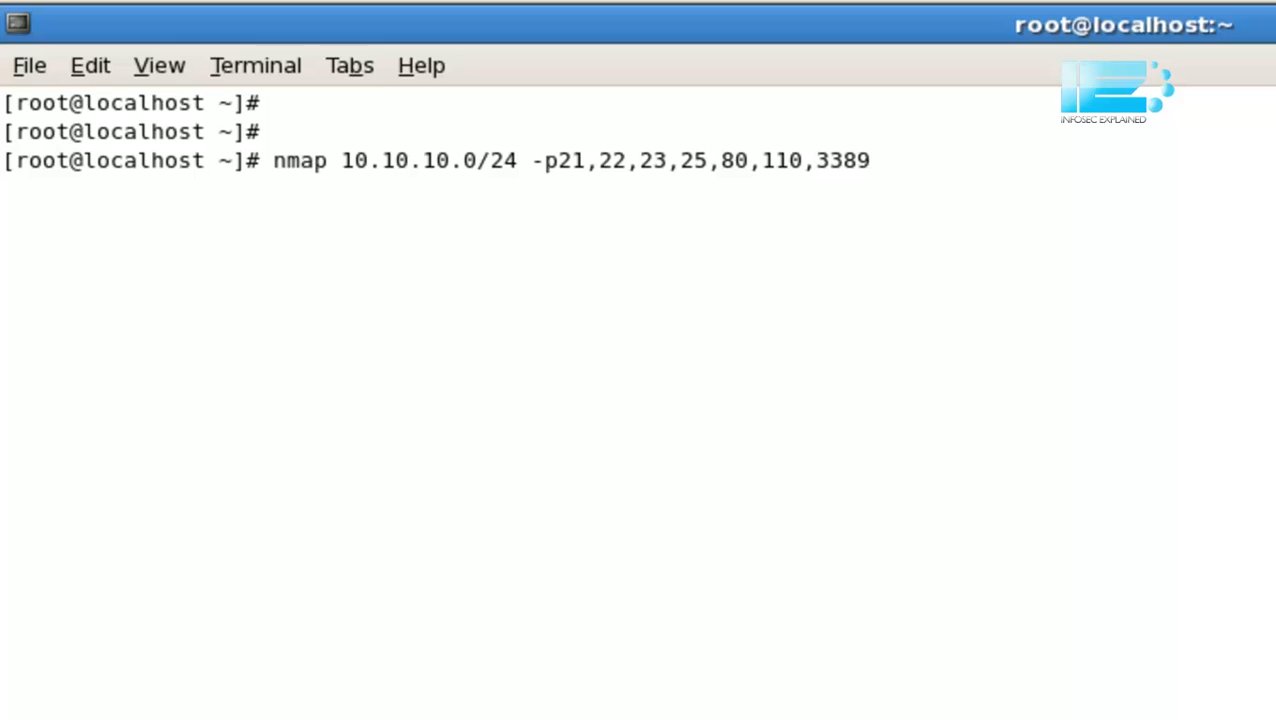 root@localhost:~
File Edit View Terminal Tabs Help
IE
INFOSEC EXPLAINED
[root@localhost ~]#
[root@localhost ~]#
[root@localhost ~]# nmap 10.10.10.0/24 -p21,22,23,25,80,110,3389